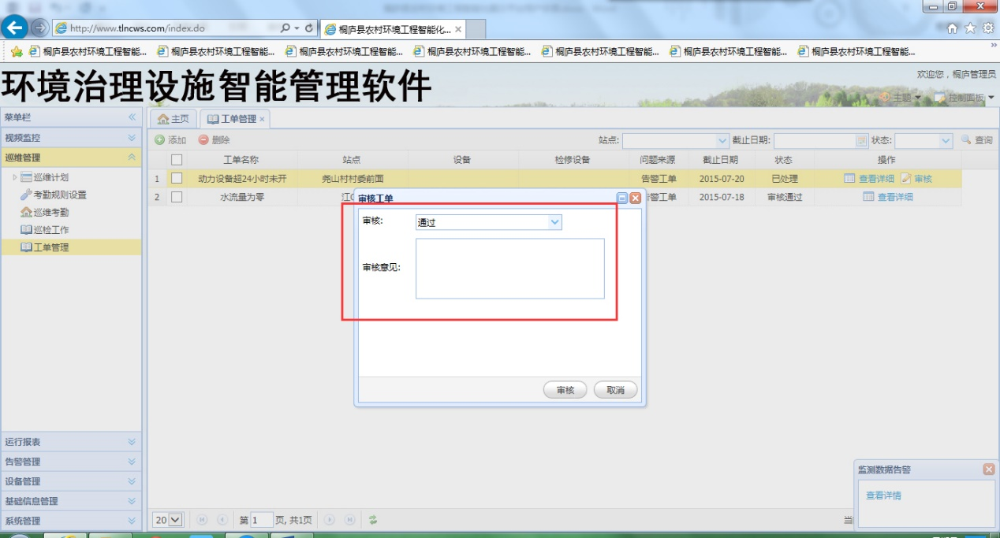 http://www.tlncws.com/index.do
桐庐县农村环境工程智能化...
桐庐县农村环境工程智能... 桐庐县农村环境工程智能... 桐庐县农村环境工程智能... 桐庐县农村环境工程智能... 桐庐县农村环境工程智能... 桐庐县农村环境工程智能... 桐庐县农村环境工程智能...
环境治理设施智能管理软件
欢迎您，桐庐管理员
主题 控制面板
菜单栏
主页 工单管理
视频监控
添加 删除 站点: 截止日期: 状态: 查询
巡维管理
工单名称 站点 设备 检修设备 问题来源 截止日期 状态 操作
巡维计划
1 动力设备超24小时未开 尧山村村委前面 告警工单 2015-07-20 已处理 查看详细 审核
考勤规则设置
2 水流量为零 警工单 2015-07-18 审核通过 查看详细
巡维考勤
巡检工作
工单管理
审核工单
审核: 通过
审核意见:
审核 取消
运行报表
告警管理
设备管理
基础信息管理
系统管理
监测数据告警
查看详情
20 第 1 页, 共1页